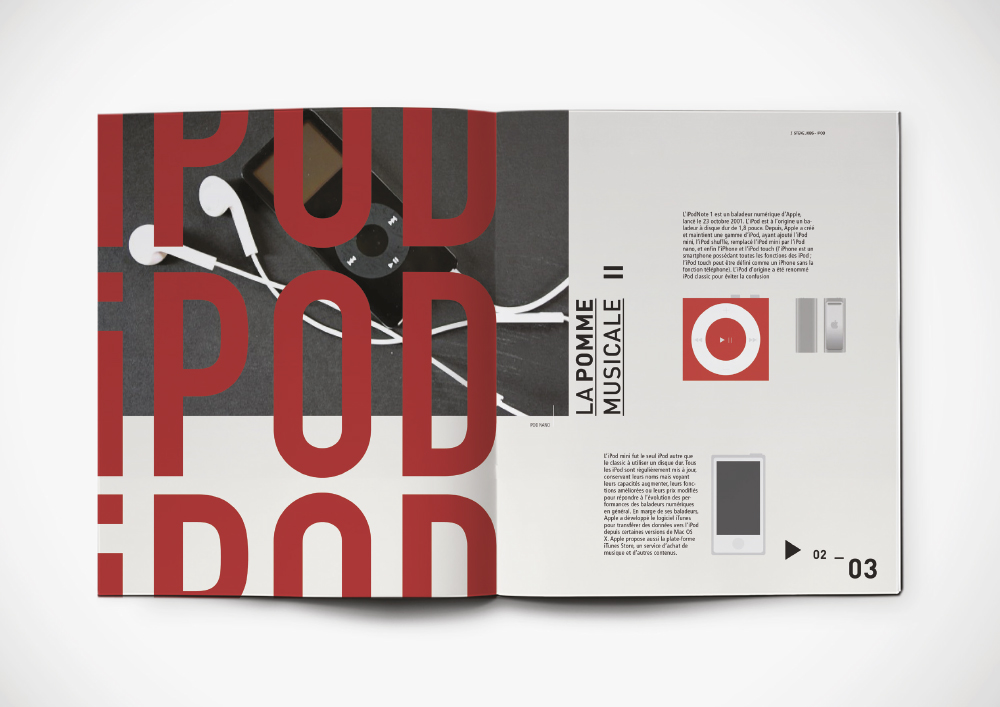 iPOD
iPOD
iPOD
IPOD NANO
LA POMME
MUSICALE
L'iPodNote 1 est un baladeur numérique d'Apple,
lancé le 23 octobre 2001. L'iPod est à l'origine un ba-
ladeur à disque dur de 1,8 pouce. Depuis, Apple a créé
et maintient une gamme d'iPod, ayant ajouté l'iPod
mini, l'iPod shuffle, remplacé l'iPod mini par l'iPod
nano, et enfin l'iPhone et l'iPod touch (l'iPhone est un
smartphone possédant toutes les fonctions des iPod ;
l'iPod touch peut être défini comme un iPhone sans la
fonction téléphone). L'iPod d'origine a été renommé
iPod classic pour éviter la confusion
L'iPod mini fut le seul iPod autre que
le classic à utiliser un disque dur. Tous
les iPod sont régulièrement mis à jour,
conservant leurs noms mais voyant
leurs capacités augmenter, leurs fonc-
tions améliorées ou leurs prix modifiés
pour répondre à l'évolution des per-
formances des baladeurs numériques
en général. En marge de ses baladeurs,
Apple a développé le logiciel iTunes
pour transférer des données vers l'iPod
depuis certaines versions de Mac OS
X. Apple propose aussi la plate-forme
iTunes Store, un service d'achat de
musique et d'autres contenus.
02 _
03